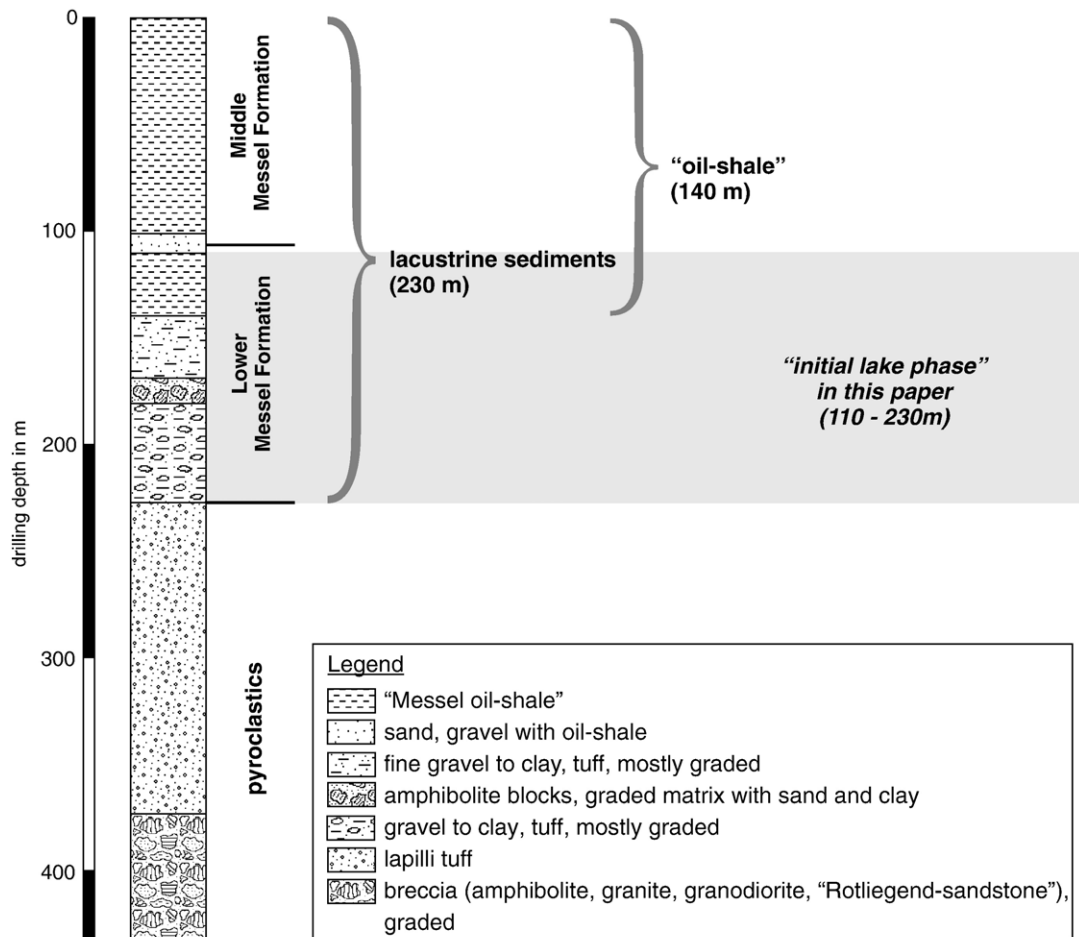 0
100
200
300
400
drilling depth in m
Middle
Messel Formation
Lower
Messel Formation
pyroclastics
lacustrine sediments
(230 m)
“oil-shale”
(140 m)
“initial lake phase”
in this paper
(110 - 230m)
Legend
“Messel oil-shale”
sand, gravel with oil-shale
fine gravel to clay, tuff, mostly graded
amphibolite blocks, graded matrix with sand and clay
gravel to clay, tuff, mostly graded
lapilli tuff
breccia (amphibolite, granite, granodiorite, “Rotliegend-sandstone”),
graded